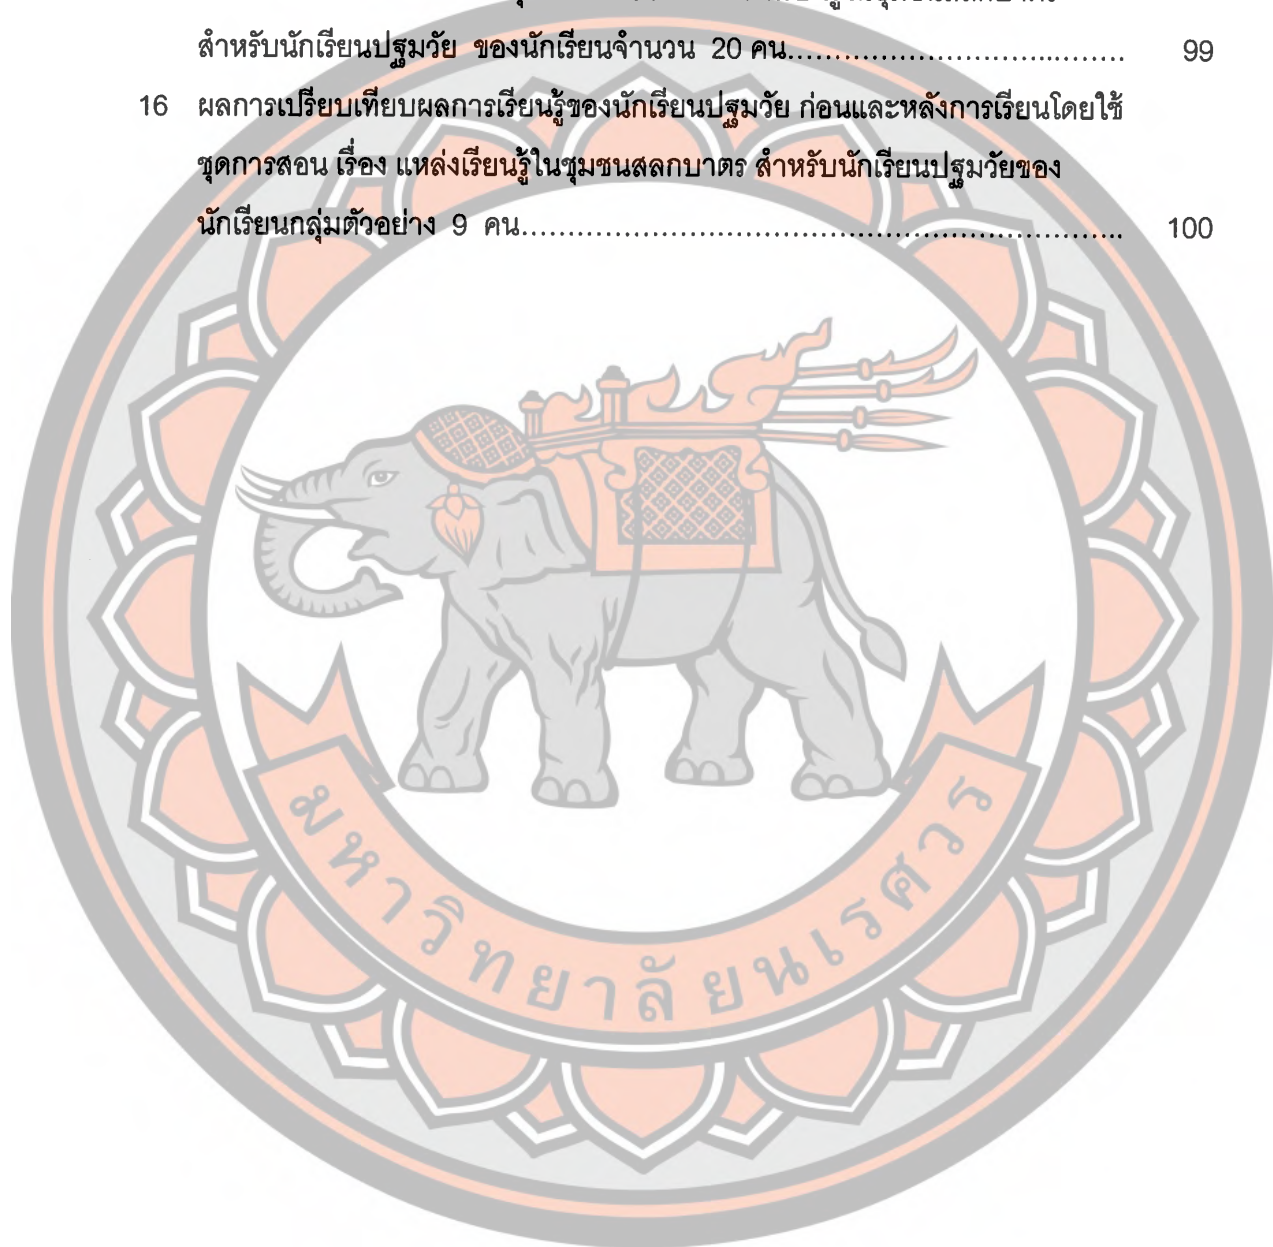 สำหรับนักเรียนปฐมวัย ของนักเรียนจำนวน 20 คน.................................... 99
16 ผลการเปรียบเทียบผลการเรียนรู้ของนักเรียนปฐมวัย ก่อนและหลังการเรียนโดยใช้
ชุดการสอน เรื่อง แหล่งเรียนรู้ในชุมชนสลกบาตร สำหรับนักเรียนปฐมวัยของ
นักเรียนกลุ่มตัวอย่าง 9 คน................................................................ 100
มหาวิทยาลัยนเรศวร